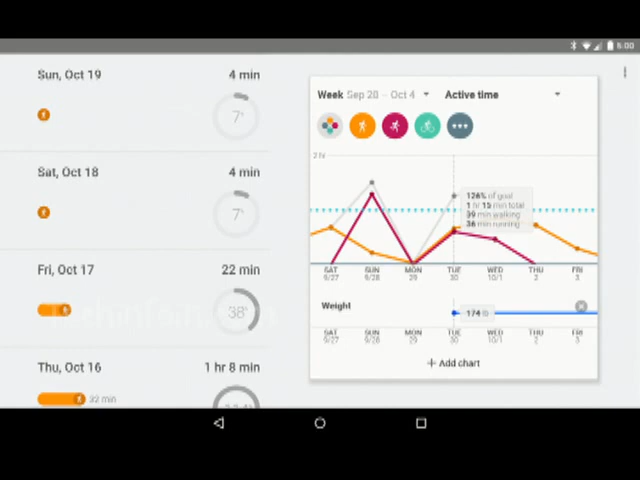 5:00
Sun, Oct 19
4 min
7%
Sat, Oct 18
4 min
7%
Fri, Oct 17
22 min
38%
Thu, Oct 16
1 hr 8 min
32 min
Week Sep 20 – Oct 4
Active time
2 hr
126% of goal
1 hr 15 min total
39 min walking
36 min running
SAT SUN MON TUE WED THU FRI
9/27 9/28 29 30 10/1 2 3
Weight
174 lb
SAT SUN MON TUE WED THU FRI
9/27 9/28 29 30 10/1 2 3
+ Add chart